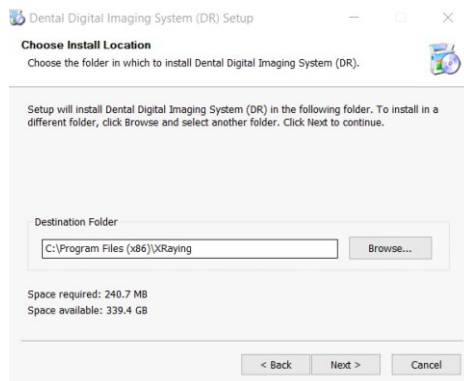 Dental Digital Imaging System (DR) Setup
Choose Install Location
Choose the folder in which to install Dental Digital Imaging System (DR).
Setup will install Dental Digital Imaging System (DR) in the following folder. To install in a
different folder, click Browse and select another folder. Click Next to continue.
Destination Folder
C:\Program Files (x86)\XRaying
Browse...
Space required: 240.7 MB
Space available: 339.4 GB
< Back
Next >
Cancel